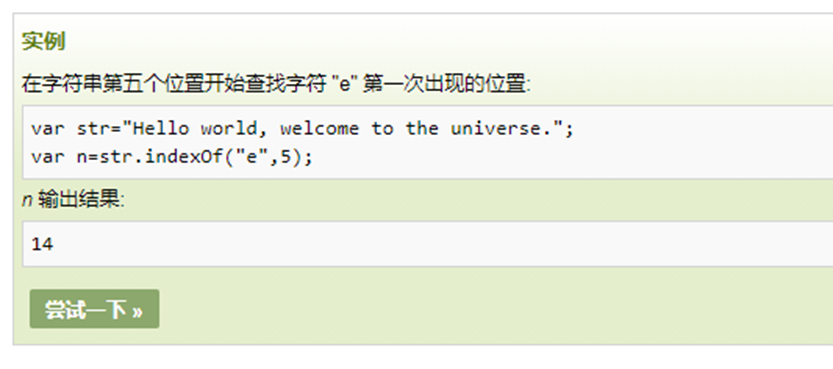 实例
在字符串第五个位置开始查找字符 "e" 第一次出现的位置:
var str="Hello world, welcome to the universe.";
var n=str.indexOf("e",5);
n 输出结果:
14
尝试一下 »